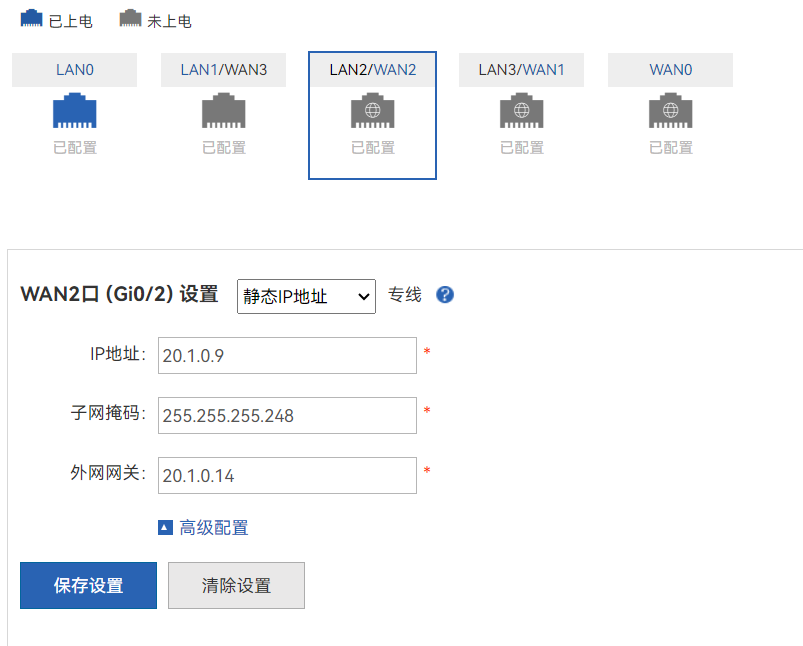 已上电 未上电
LAN0 LAN1/WAN3 LAN2/WAN2 LAN3/WAN1 WAN0
已配置 已配置 已配置 已配置 已配置
WAN2口 (Gi0/2) 设置 静态IP地址 专线 ?
IP地址: 20.1.0.9 *
子网掩码: 255.255.255.248 *
外网网关: 20.1.0.14 *
高级配置
保存设置 清除设置